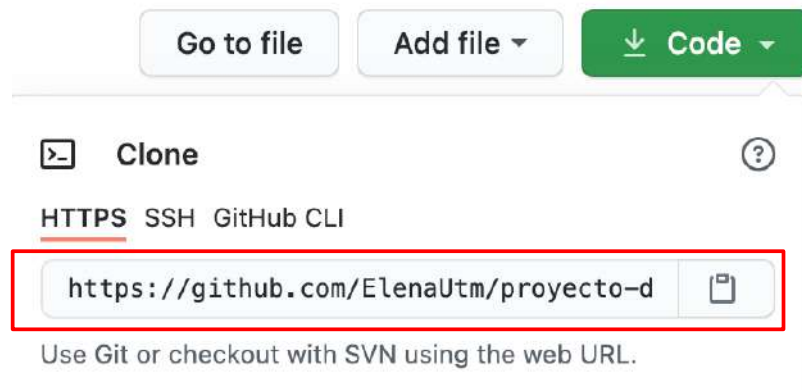 Go to file Add file Code
Clone
HTTPS SSH GitHub CLI
https://github.com/ElenaUtm/proyecto-d
Use Git or checkout with SVN using the web URL.